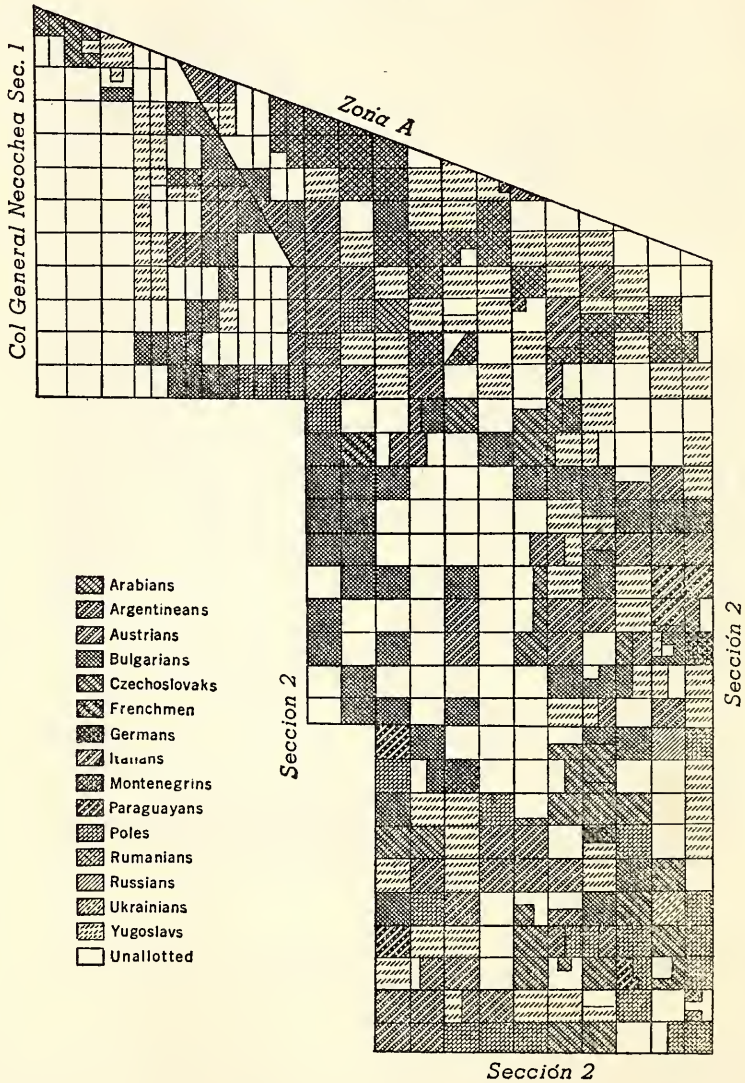 Col General Necochea Sec. 1
Zona A
Arabians
Argentineans
Austrians
Bulgarians
Czechoslovaks
Frenchmen
Germans
Italians
Montenegrins
Paraguayans
Poles
Rumanians
Russians
Ukrainians
Yugoslavs
Unallotted
Sección 2
Sección 2
Sección 2